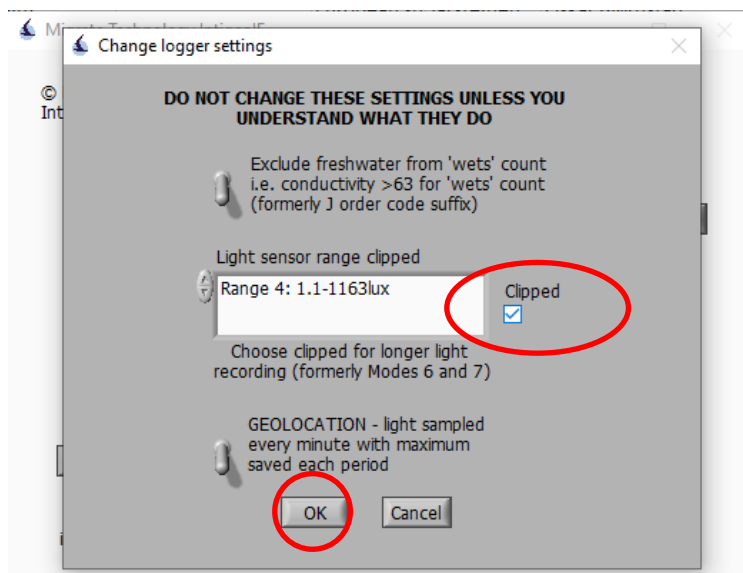 Change logger settings
©
Int
DO NOT CHANGE THESE SETTINGS UNLESS YOU
UNDERSTAND WHAT THEY DO
Exclude freshwater from 'wets' count
i.e. conductivity >63 for 'wets' count
(formerly J order code suffix)
Light sensor range clipped
Range 4: 1.1-1163lux
Clipped
Choose clipped for longer light
recording (formerly Modes 6 and 7)
GEOLOCATION - light sampled
every minute with maximum
saved each period
OK
Cancel